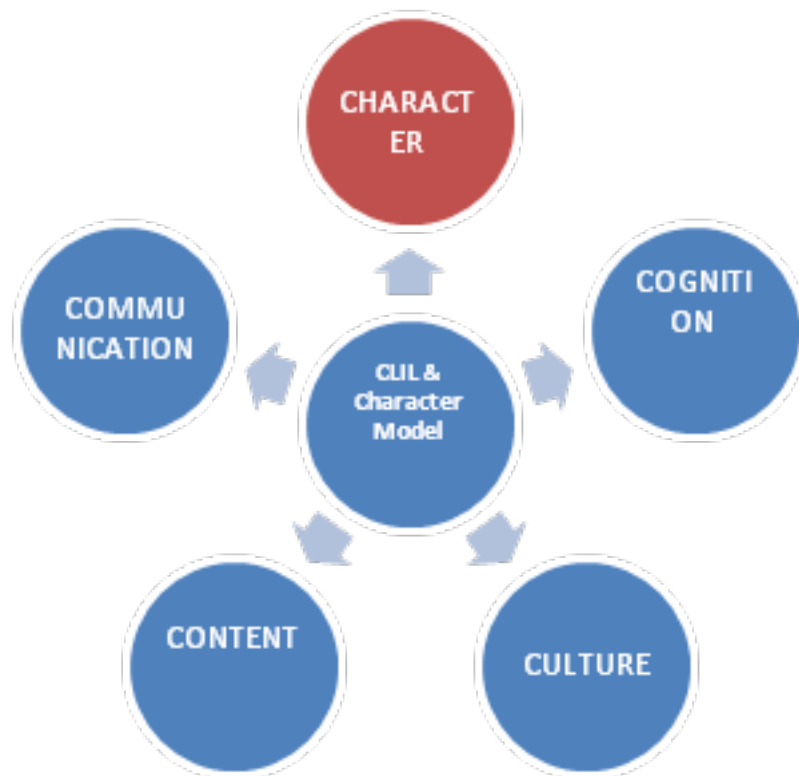 CHARACT
ER
COMMU
NICATION
COGNITI
ON
CLIL &
Character
Model
CONTENT
CULTURE